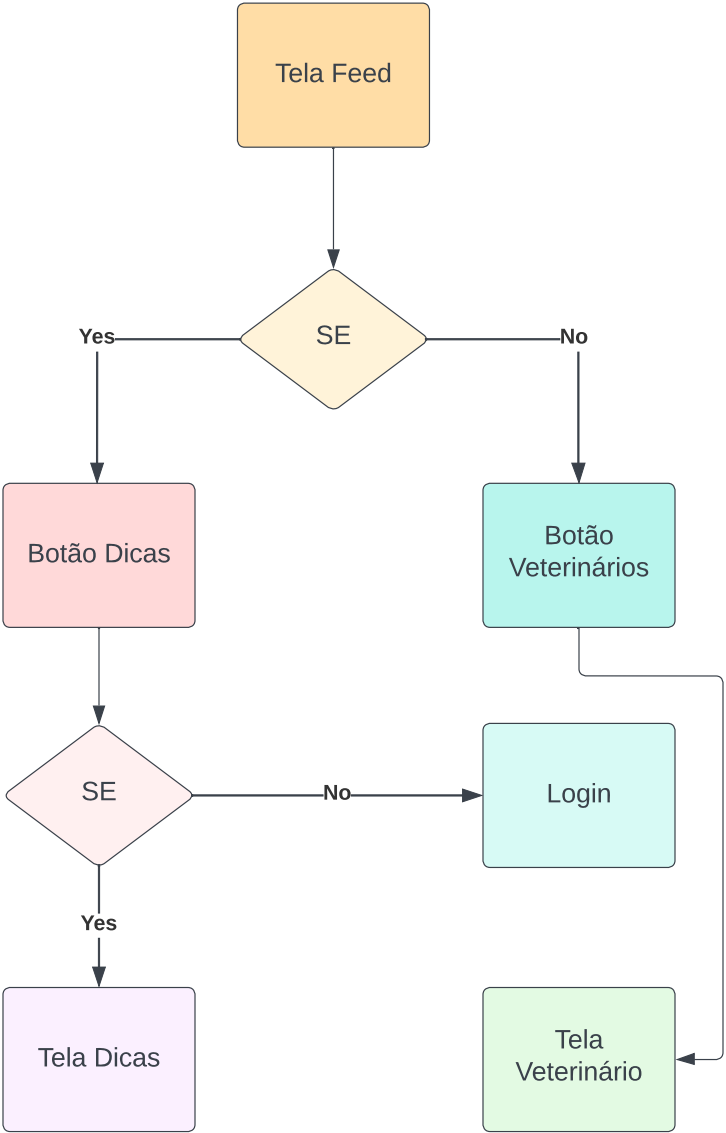 Tela Feed
SE
Yes
No
Botão Dicas
Botão
Veterinários
SE
No
Login
Yes
Tela Dicas
Tela
Veterinário